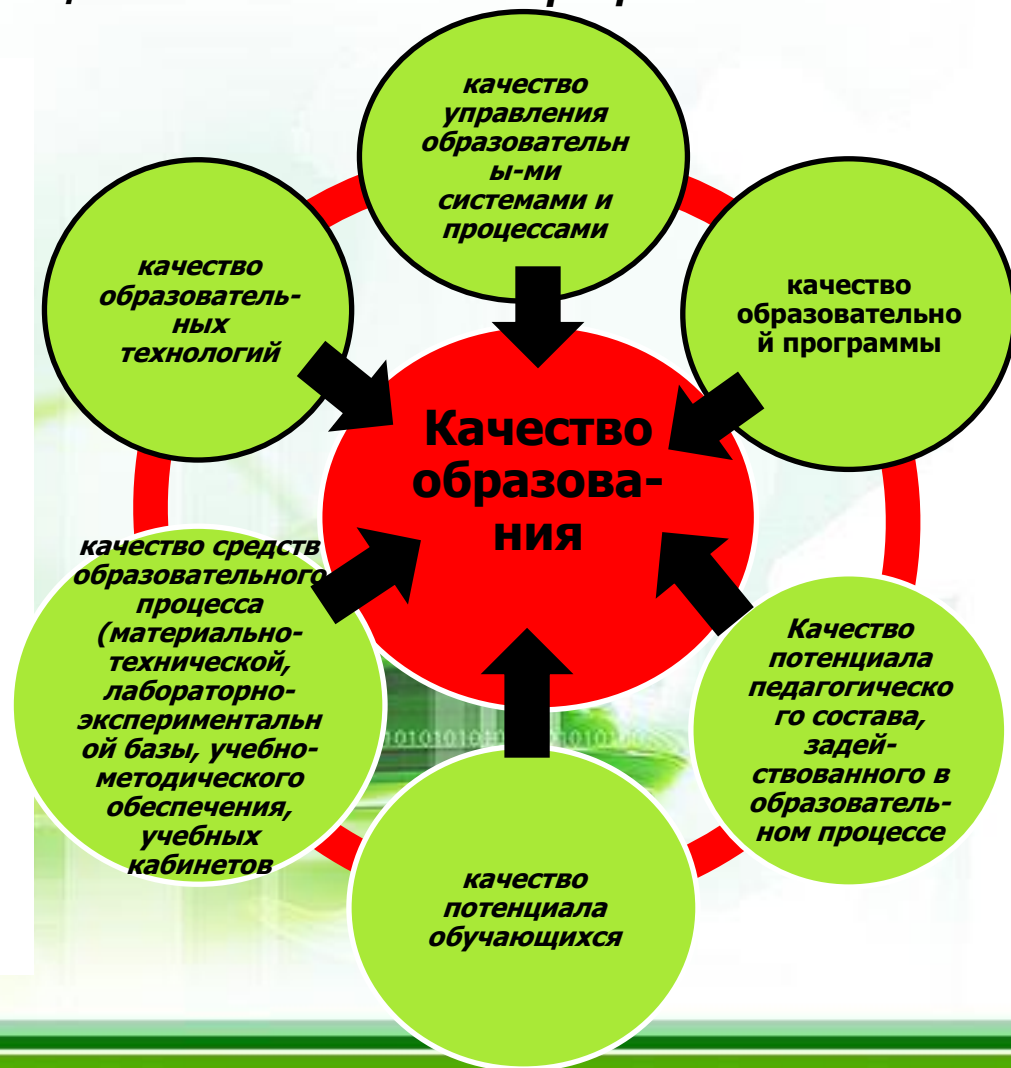 качество
управления
образовательн
ы-ми
системами и
процессами
качество
образовательно
й программы
Качество
потенциала
педагогическо
го состава,
задей-
ствованного в
образователь-
ном процессе
качество
потенциала
обучающихся
качество средств
образовательного
процесса
(материально-
технической,
лабораторно-
экспериментальн
ой базы, учебно-
методического
обеспечения,
учебных
кабинетов
качество
образователь-
ных
технологий
Качество
образова-
ния